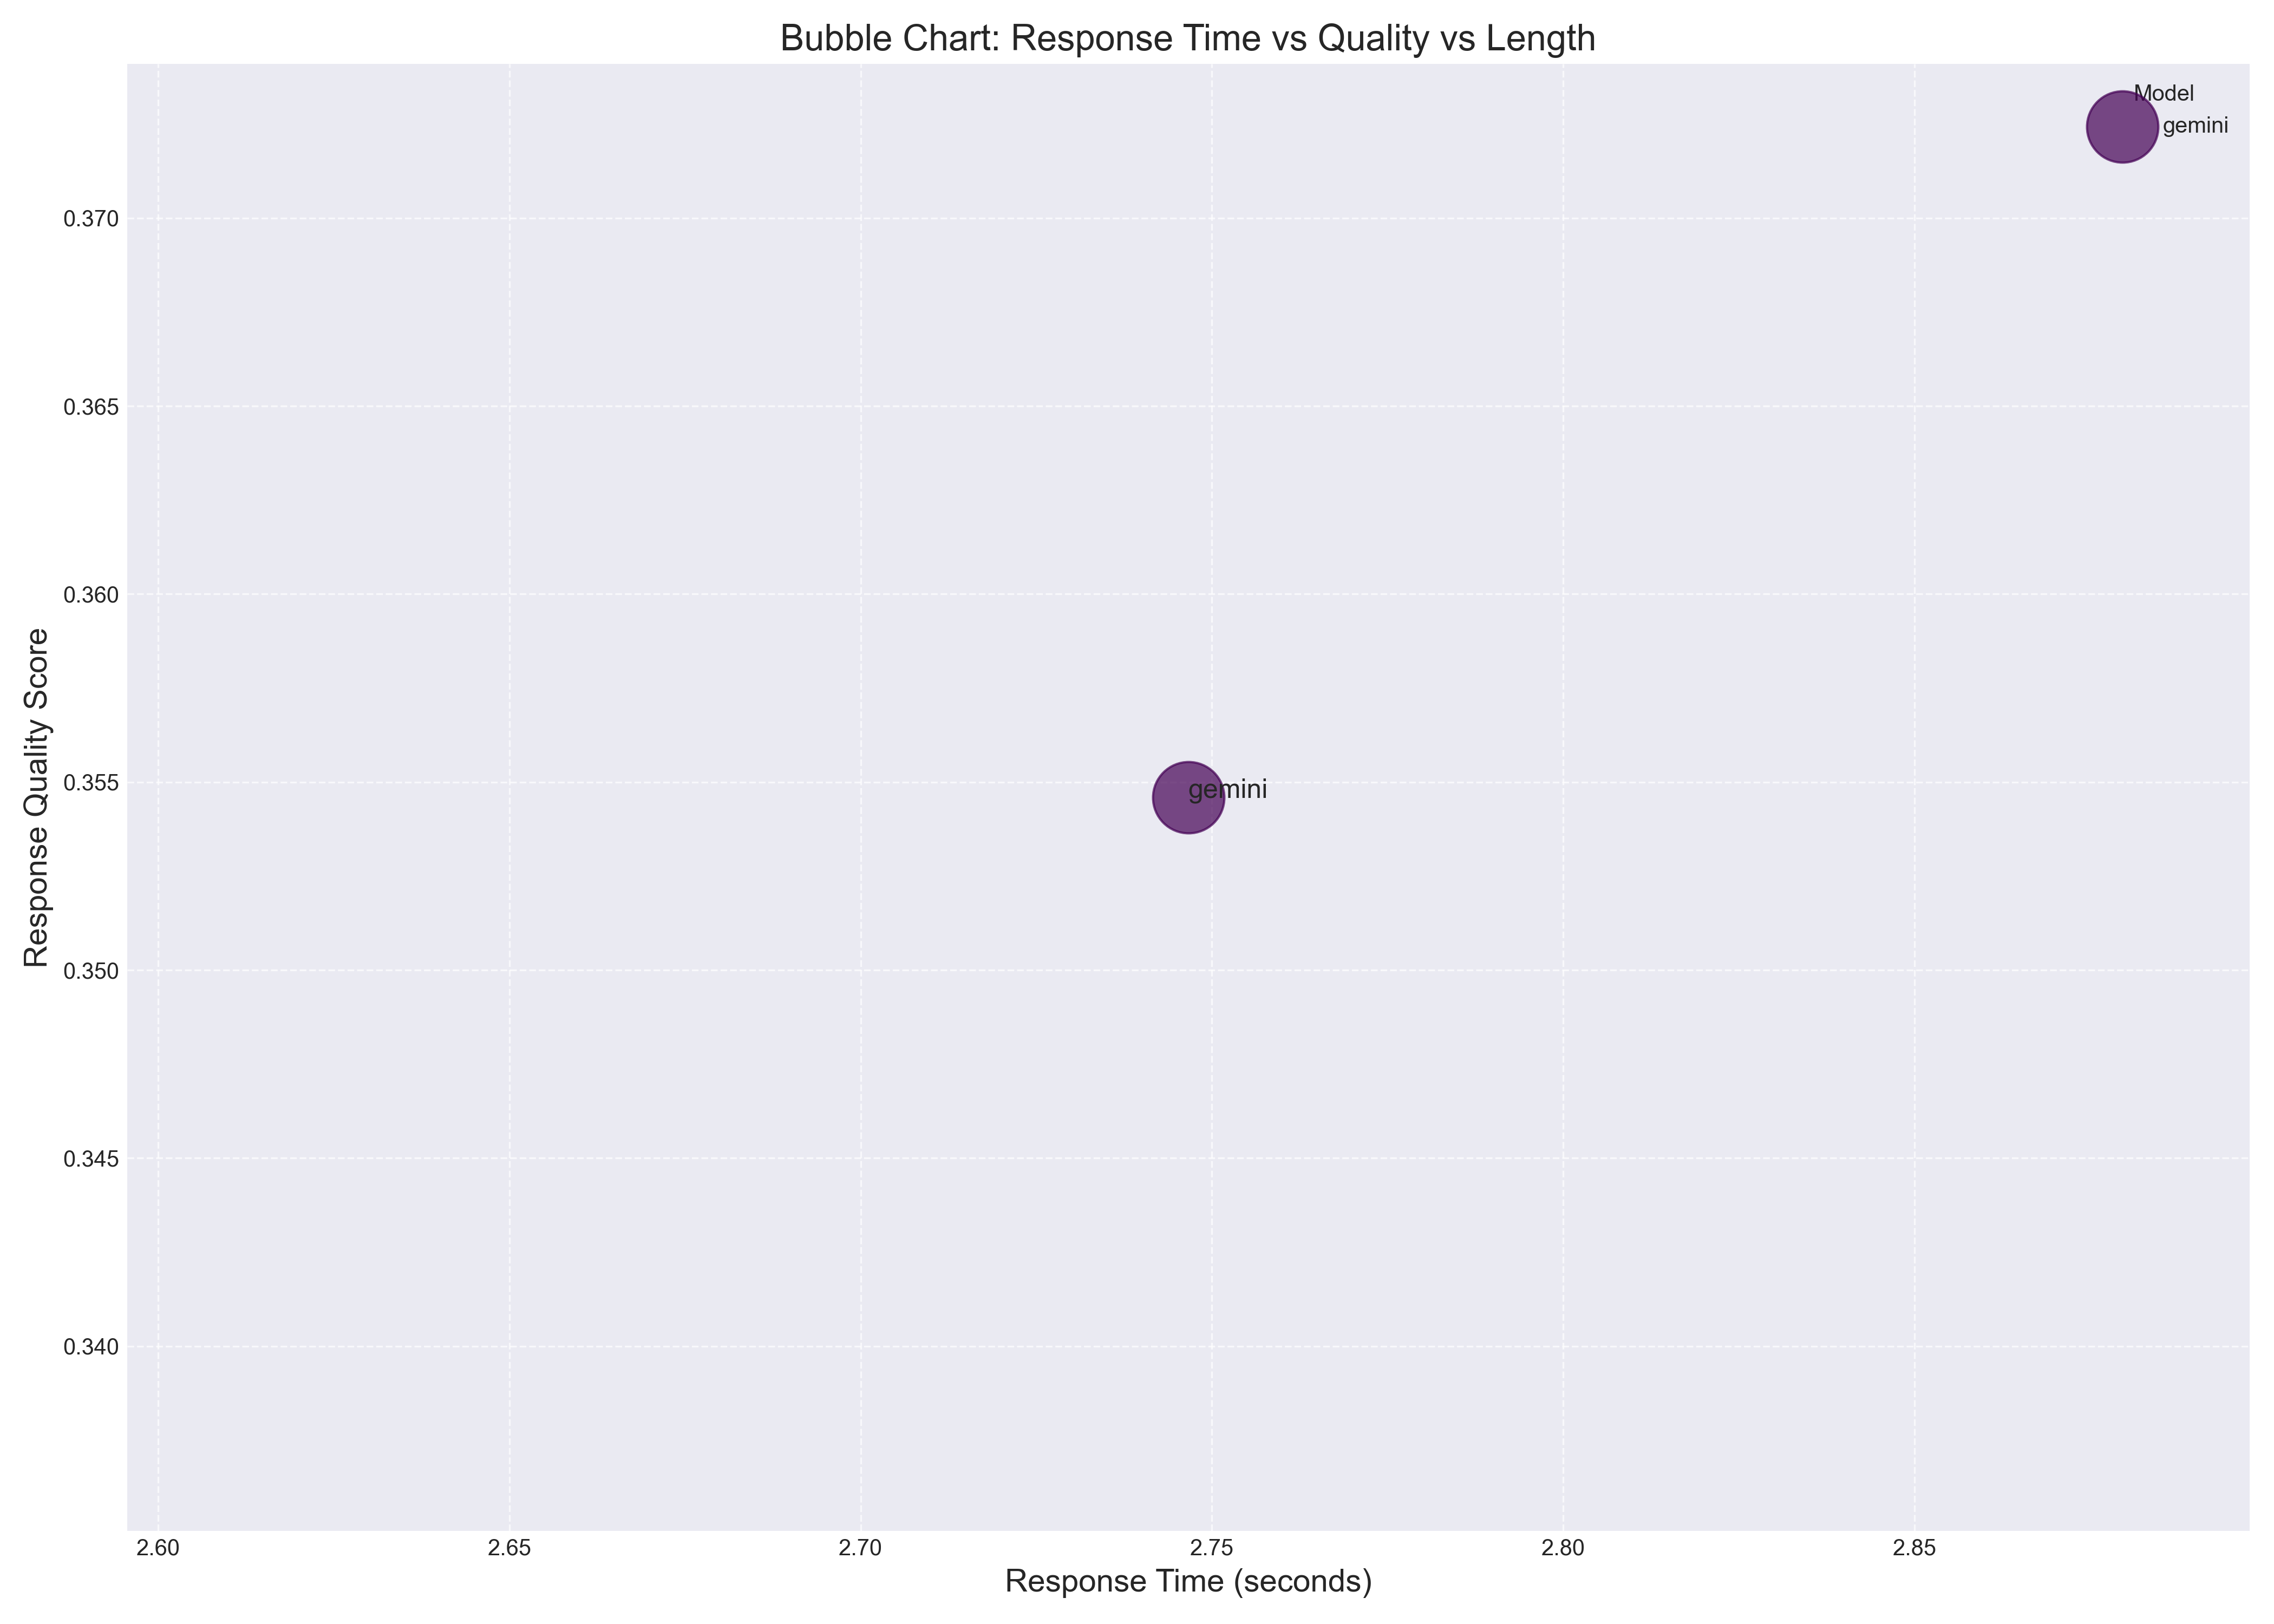 Bubble Chart: Response Time vs Quality vs Length
Model
gemini
0.370
0.365
0.360
0.355
gemini
0.350
0.345
0.340
Response Quality Score
2.60
2.65
2.70
2.75
2.80
2.85
Response Time (seconds)